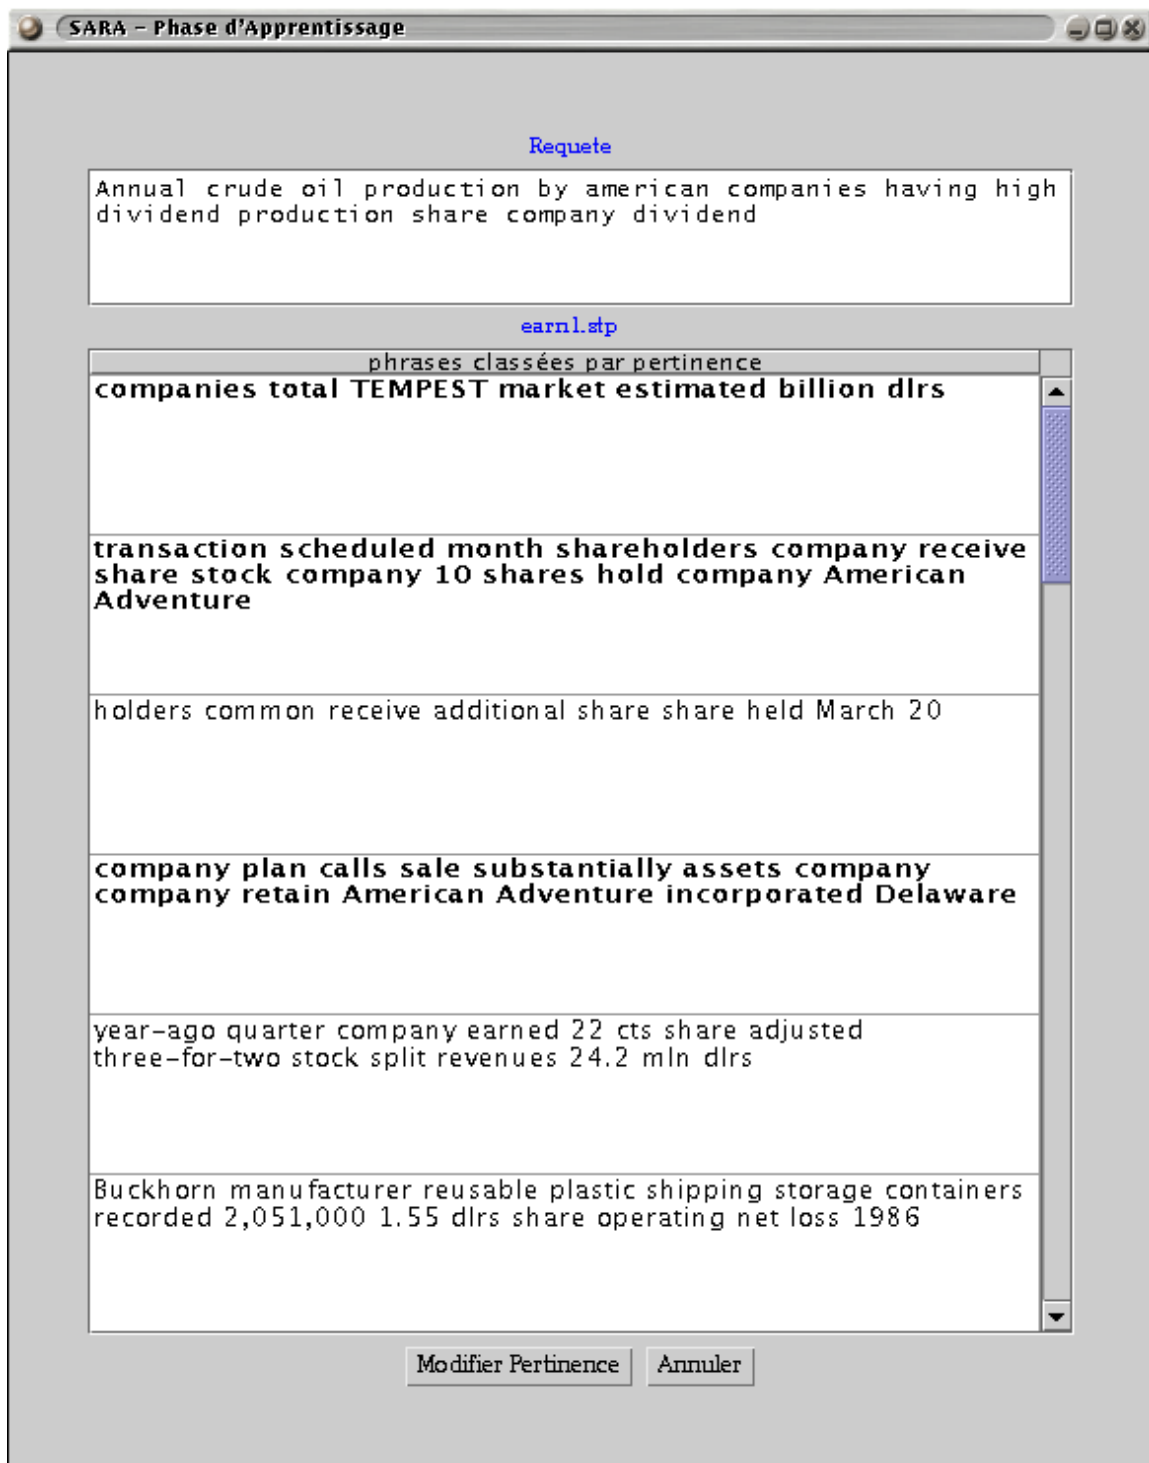 SARA – Phase d'Apprentissage
Requete
Annual crude oil production by american companies having high
dividend production share company dividend
earn1.stp
phrases classées par pertinence
companies total TEMPEST market estimated billion dlrs
transaction scheduled month shareholders company receive
share stock company 10 shares hold company American
Adventure
holders common receive additional share share held March 20
company plan calls sale substantially assets company
company retain American Adventure incorporated Delaware
year–ago quarter company earned 22 cts share adjusted
three–for–two stock split revenues 24.2 mln dlrs
Buckhorn manufacturer reusable plastic shipping storage containers
recorded 2,051,000 1.55 dlrs share operating net loss 1986
Modifier Pertinence Annuler